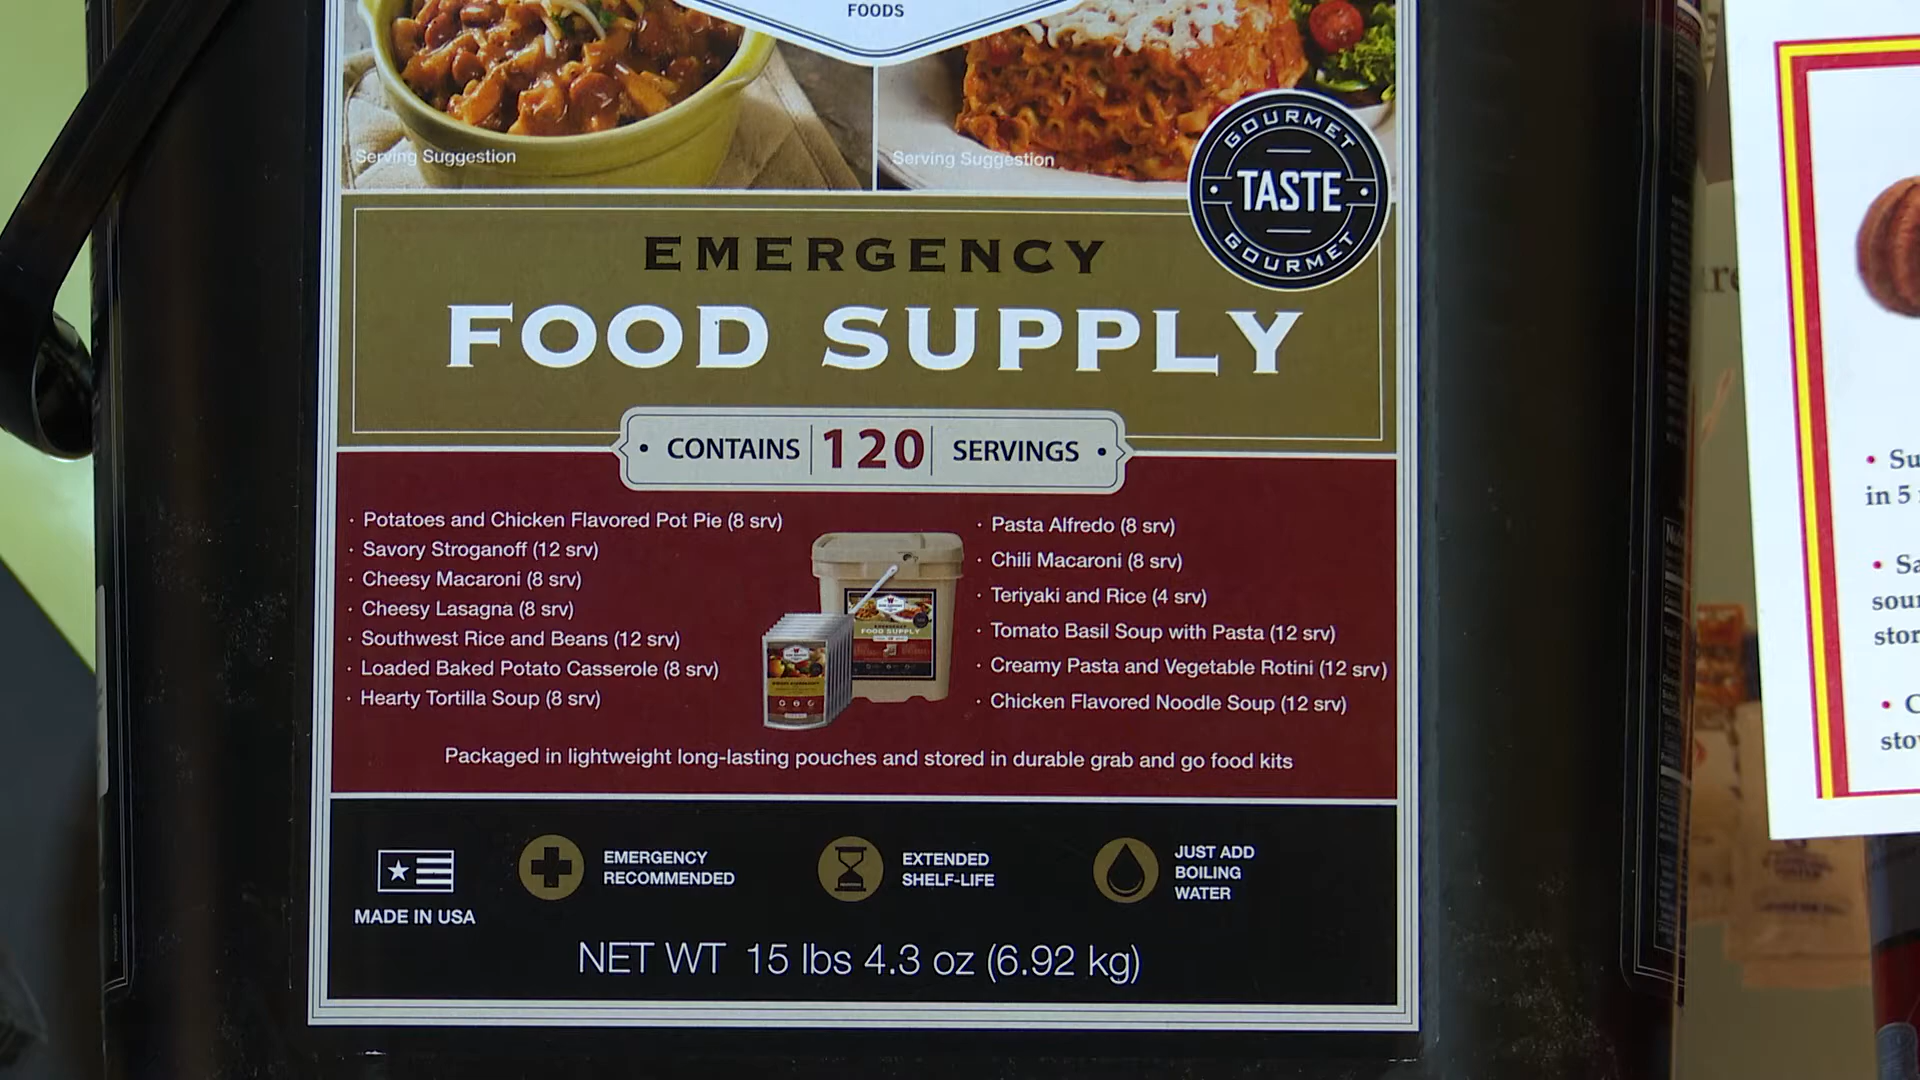 FOODS
Serving Suggestion
Serving Suggestion
GOURMET
TASTE
GOURMET
EMERGENCY
FOOD SUPPLY
• CONTAINS 120 SERVINGS •
· Potatoes and Chicken Flavored Pot Pie (8 srv)
· Savory Stroganoff (12 srv)
· Cheesy Macaroni (8 srv)
· Cheesy Lasagna (8 srv)
· Southwest Rice and Beans (12 srv)
· Loaded Baked Potato Casserole (8 srv)
· Hearty Tortilla Soup (8 srv)
· Pasta Alfredo (8 srv)
· Chili Macaroni (8 srv)
· Teriyaki and Rice (4 srv)
· Tomato Basil Soup with Pasta (12 srv)
· Creamy Pasta and Vegetable Rotini (12 srv)
· Chicken Flavored Noodle Soup (12 srv)
EMERGENCY
FOOD SUPPLY
Packaged in lightweight long-lasting pouches and stored in durable grab and go food kits
MADE IN USA
EMERGENCY
RECOMMENDED
EXTENDED
SHELF-LIFE
JUST ADD
BOILING
WATER
NET WT 15 lbs 4.3 oz (6.92 kg)
in 5